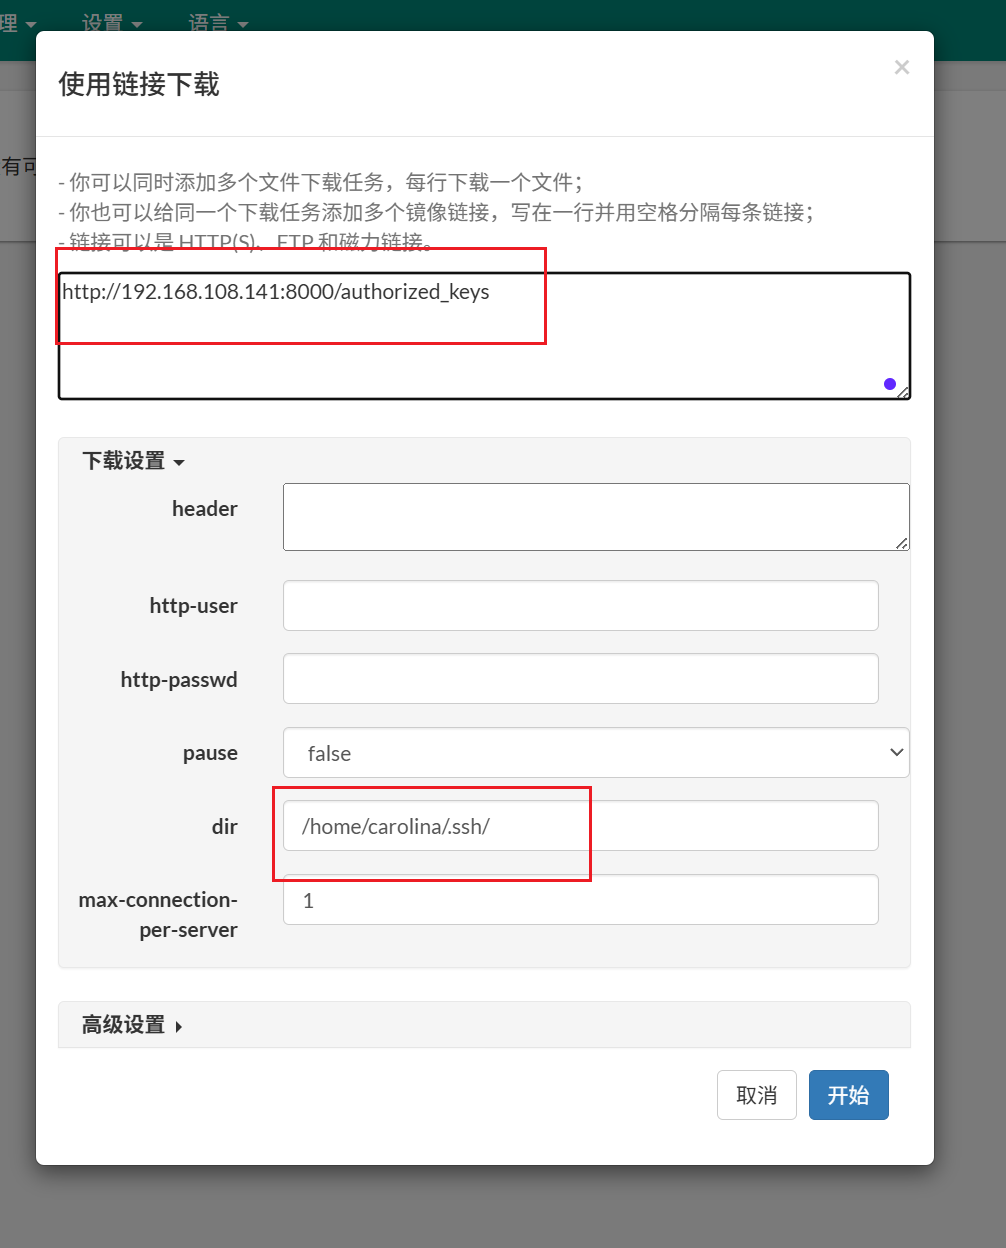 理 设置 语言
使用链接下载 ×
有可
- 你可以同时添加多个文件下载任务，每行下载一个文件；
- 你也可以给同一个下载任务添加多个镜像链接，写在一行并用空格分隔每条链接；
- 链接可以是 HTTP(S)、FTP 和磁力链接。
http://192.168.108.141:8000/authorized_keys
下载设置
header
http-user
http-passwd
pause false
dir /home/carolina/.ssh/
max-connection-
per-server 1
高级设置
取消 开始